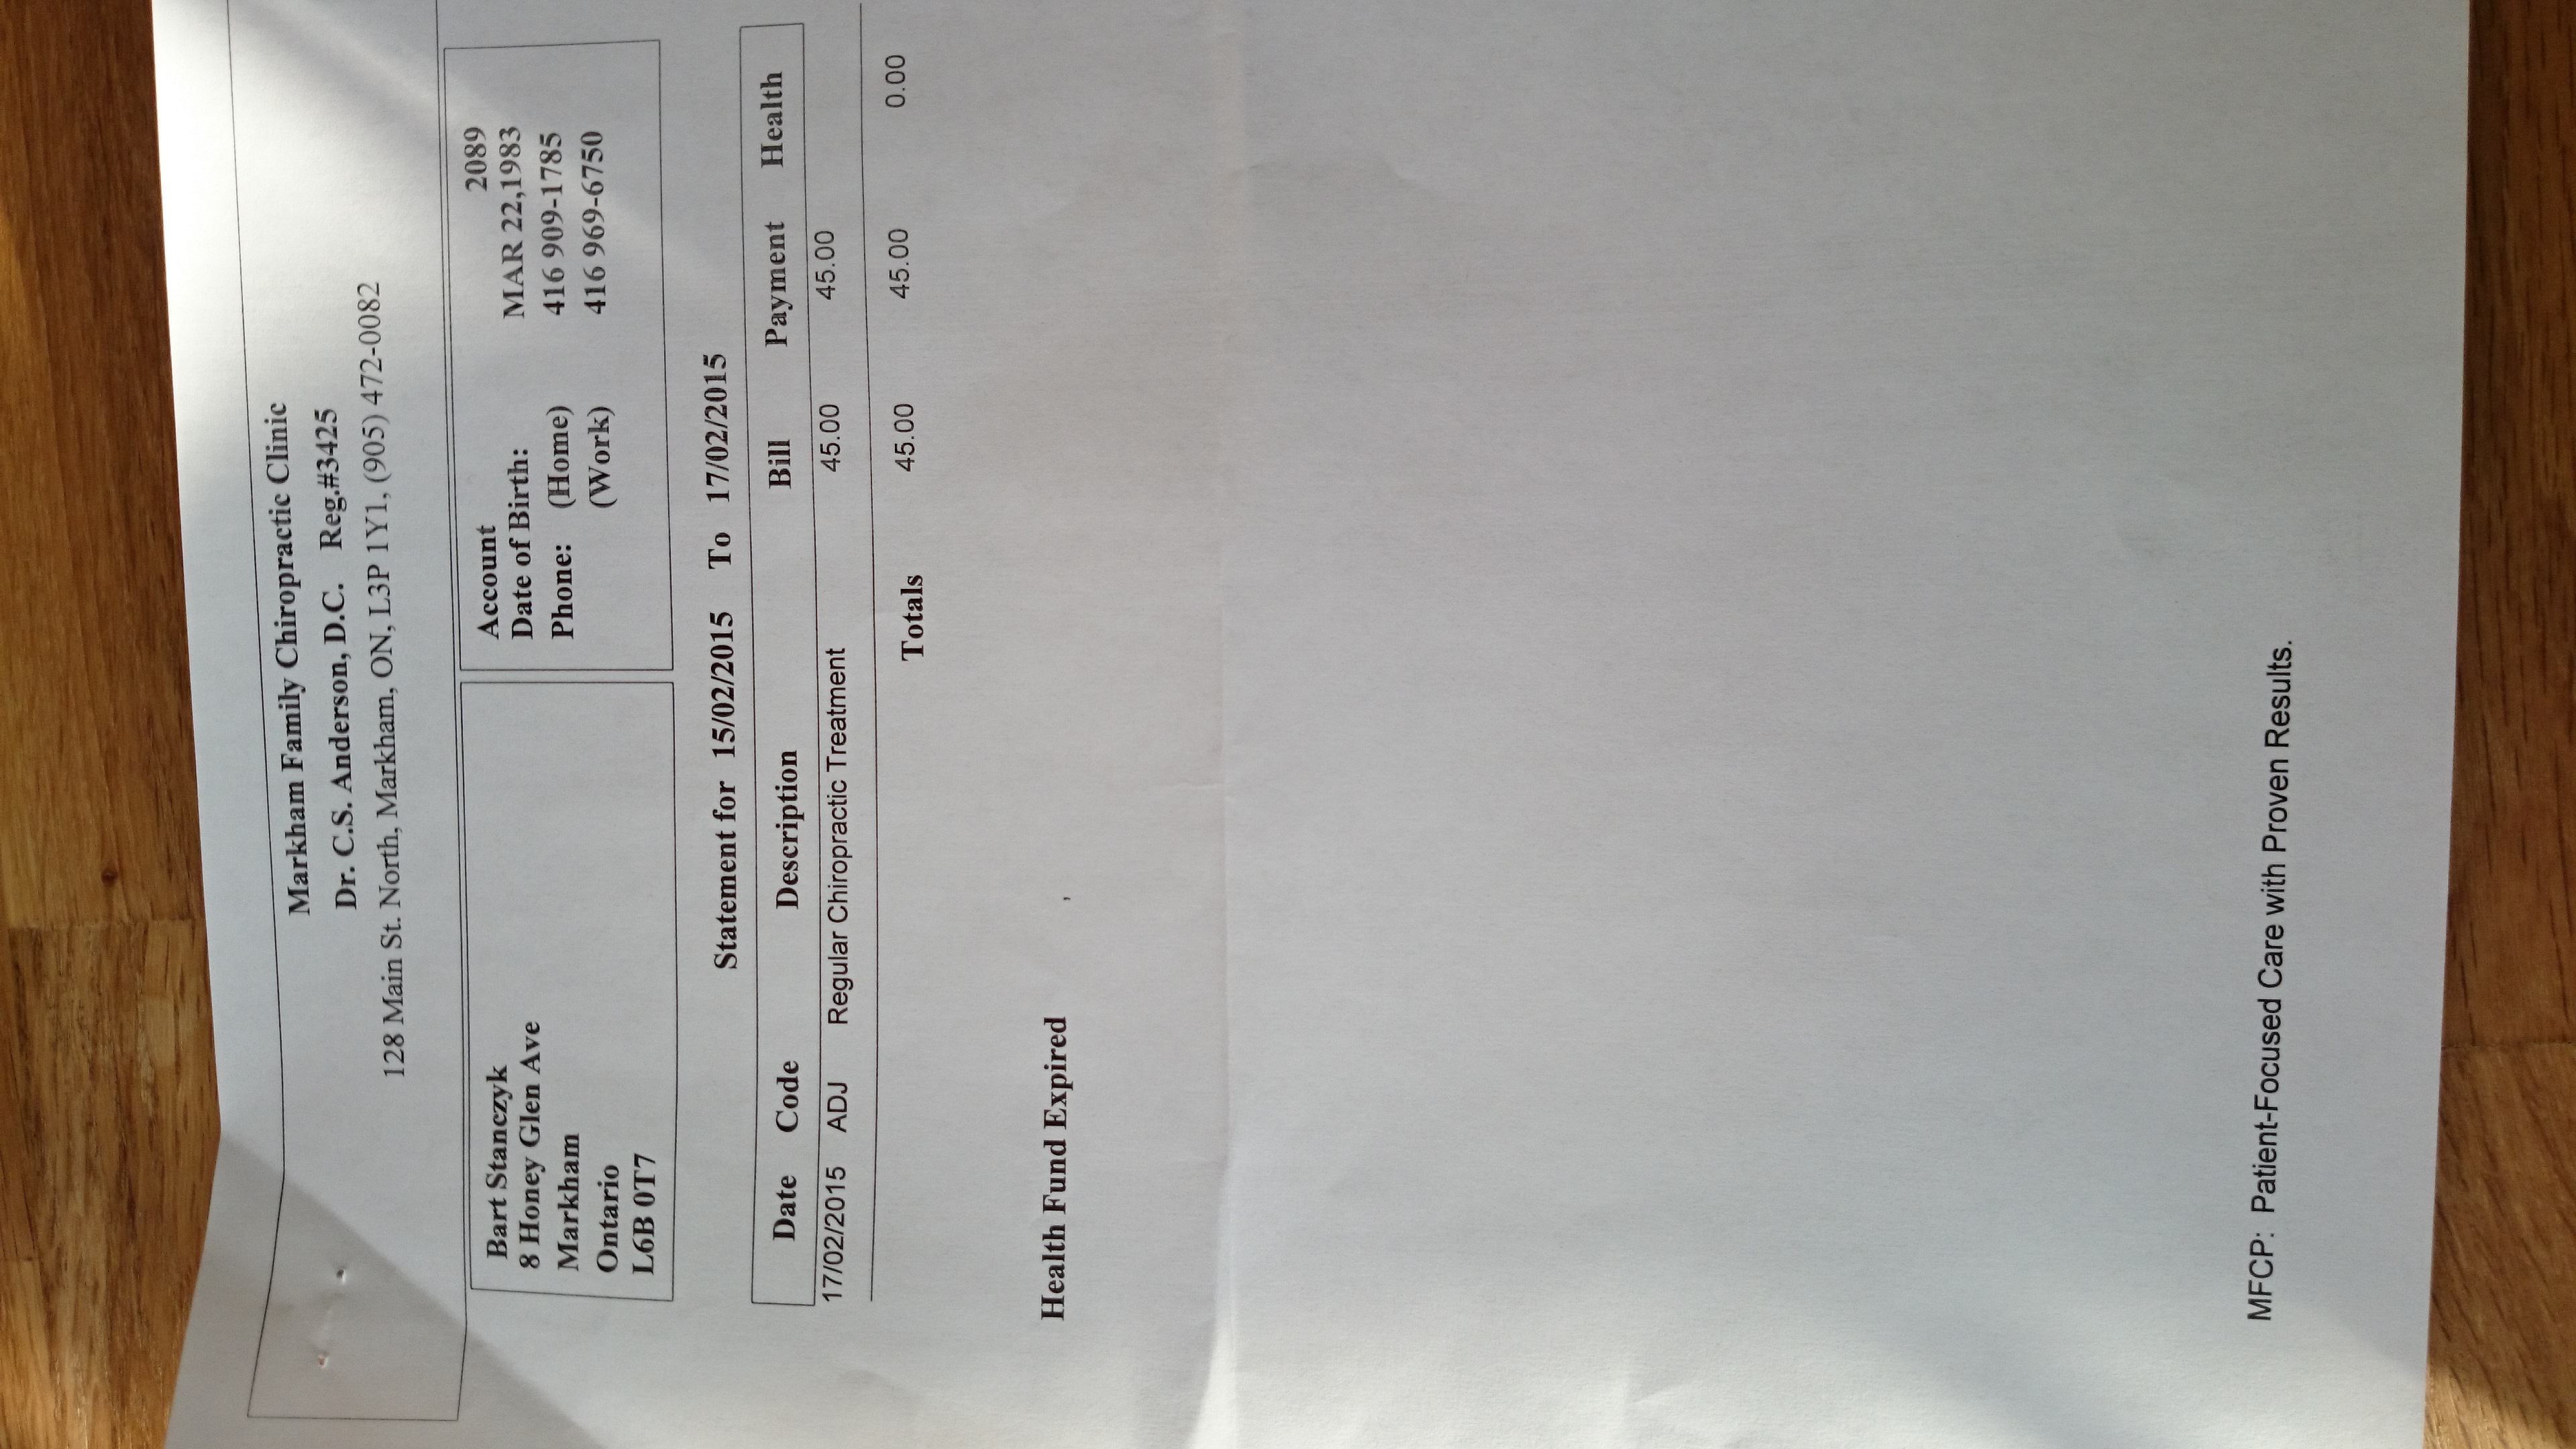 Markham Family Chiropractic Clinic
Dr. C.S. Anderson, D.C. Reg.#3425
128 Main St. North, Markham, ON, L3P 1Y1, (905) 472-0082
Bart Stanczyk
8 Honey Glen Ave
Markham
Ontario
L6B 0T7
Account 2089
Date of Birth: MAR 22,1983
Phone: (Home) 416 909-1785
(Work) 416 969-6750
Statement for 15/02/2015 To 17/02/2015
Date Code Description Bill Payment Health
17/02/2015 ADJ Regular Chiropractic Treatment 45.00 45.00
Totals 45.00 45.00 0.00
Health Fund Expired
MFCP: Patient-Focused Care with Proven Results.